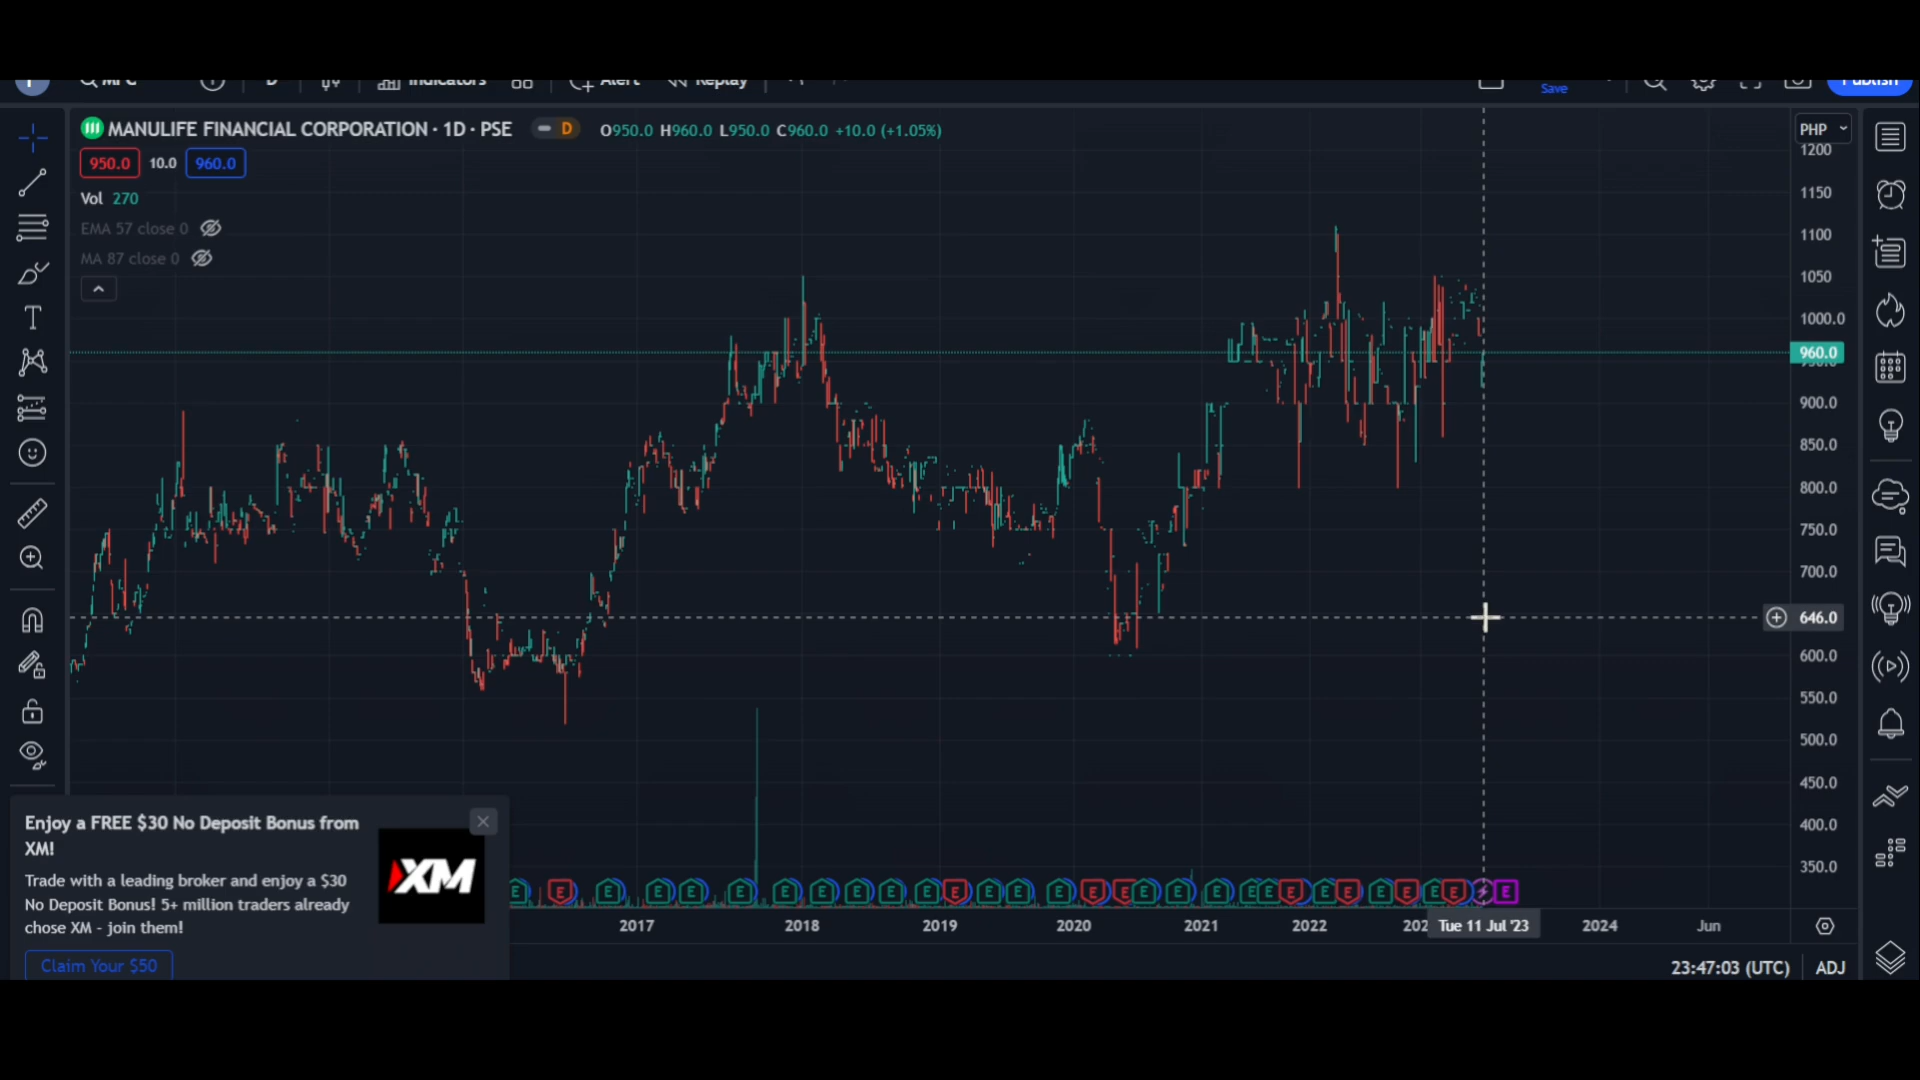 MFC
D
Indicators
Alert
Replay
Save
Publish
MANULIFE FINANCIAL CORPORATION · 1D · PSE
D
O950.0 H960.0 L950.0 C960.0 +10.0 (+1.05%)
PHP
950.0
10.0
960.0
Vol 270
EMA 57 close 0
MA 87 close 0
1200
1150
1100
1050
1000.0
960.0
900.0
850.0
800.0
750.0
700.0
646.0
600.0
550.0
500.0
450.0
400.0
350.0
Enjoy a FREE $30 No Deposit Bonus from
XM!
Trade with a leading broker and enjoy a $30
No Deposit Bonus! 5+ million traders already
chose XM - join them!
XM
Claim Your $50
E E E E E E E E E E E E E E E E E E E E E E E E E E E E E E
2017
2018
2019
2020
2021
2022
Tue 11 Jul '23
2024
Jun
23:47:03 (UTC)
ADJ